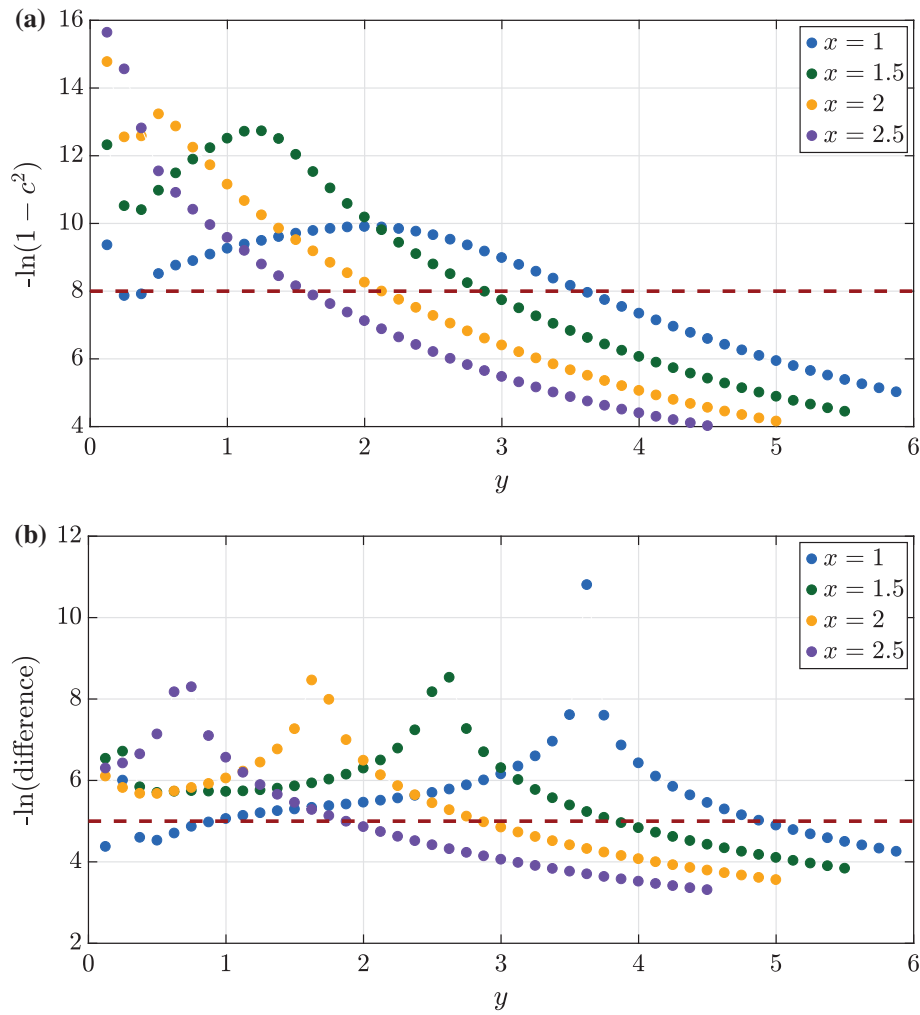 (a)
-ln(1 − c²)
16
14
12
10
8
6
4
x = 1
x = 1.5
x = 2
x = 2.5
0 1 2 3 4 5 6
y
(b)
-ln(difference)
12
10
8
6
4
2
x = 1
x = 1.5
x = 2
x = 2.5
0 1 2 3 4 5 6
y